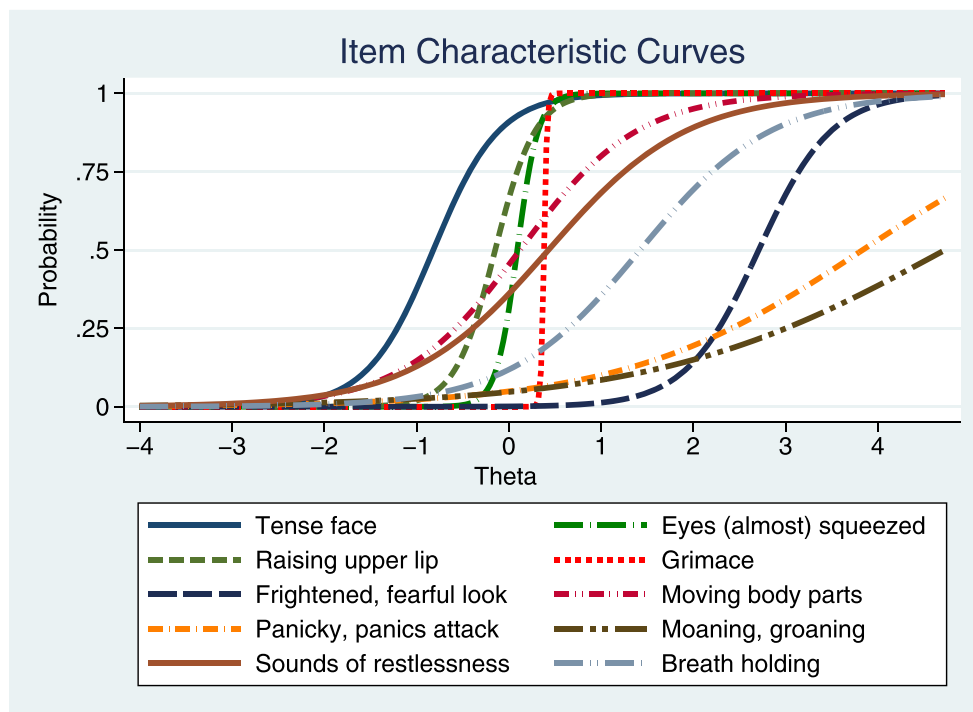 Item Characteristic Curves
Probability
1
.75
.5
.25
0
−4 −3 −2 −1 0 1 2 3 4
Theta
Tense face Eyes (almost) squeezed
Raising upper lip Grimace
Frightened, fearful look Moving body parts
Panicky, panics attack Moaning, groaning
Sounds of restlessness Breath holding